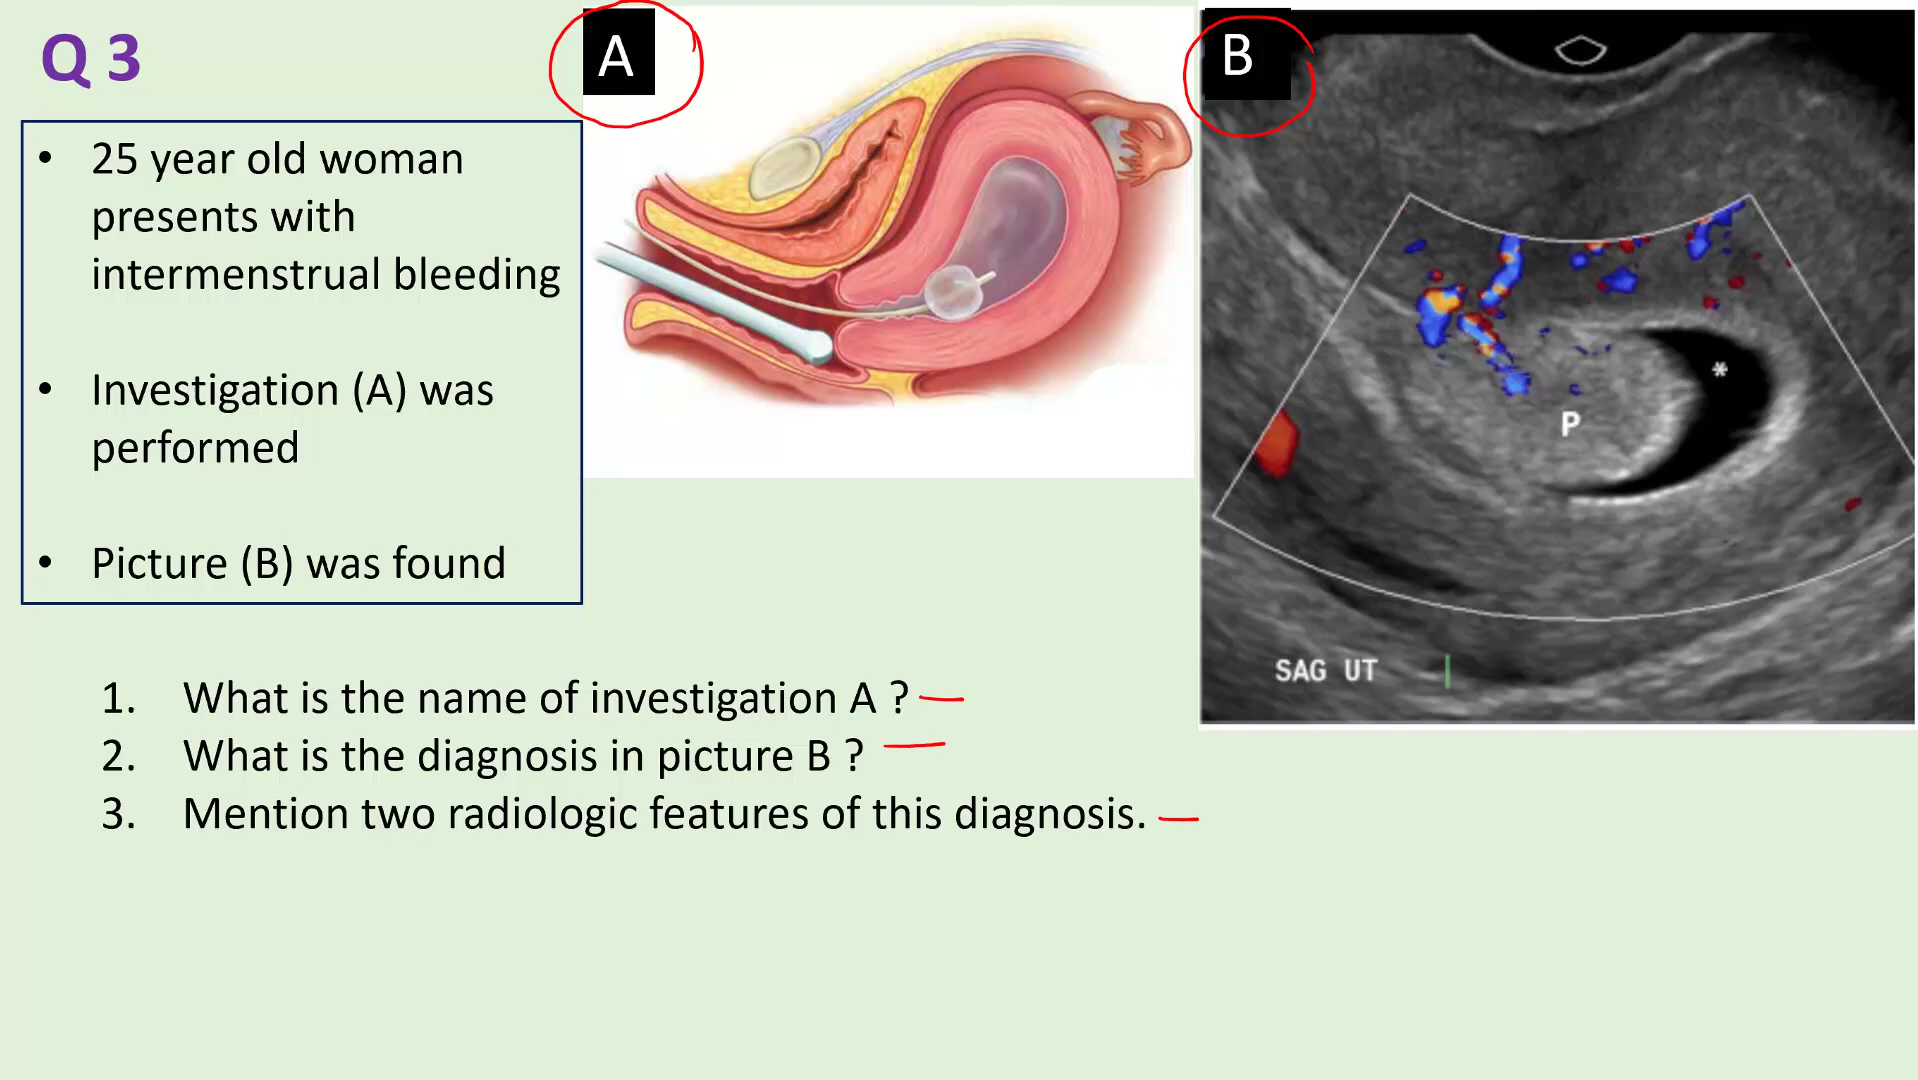 Q 3
• 25 year old woman
presents with
intermenstrual bleeding
• Investigation (A) was
performed
• Picture (B) was found
A
B
*
P
SAG UT
1. What is the name of investigation A ?
2. What is the diagnosis in picture B ?
3. Mention two radiologic features of this diagnosis.